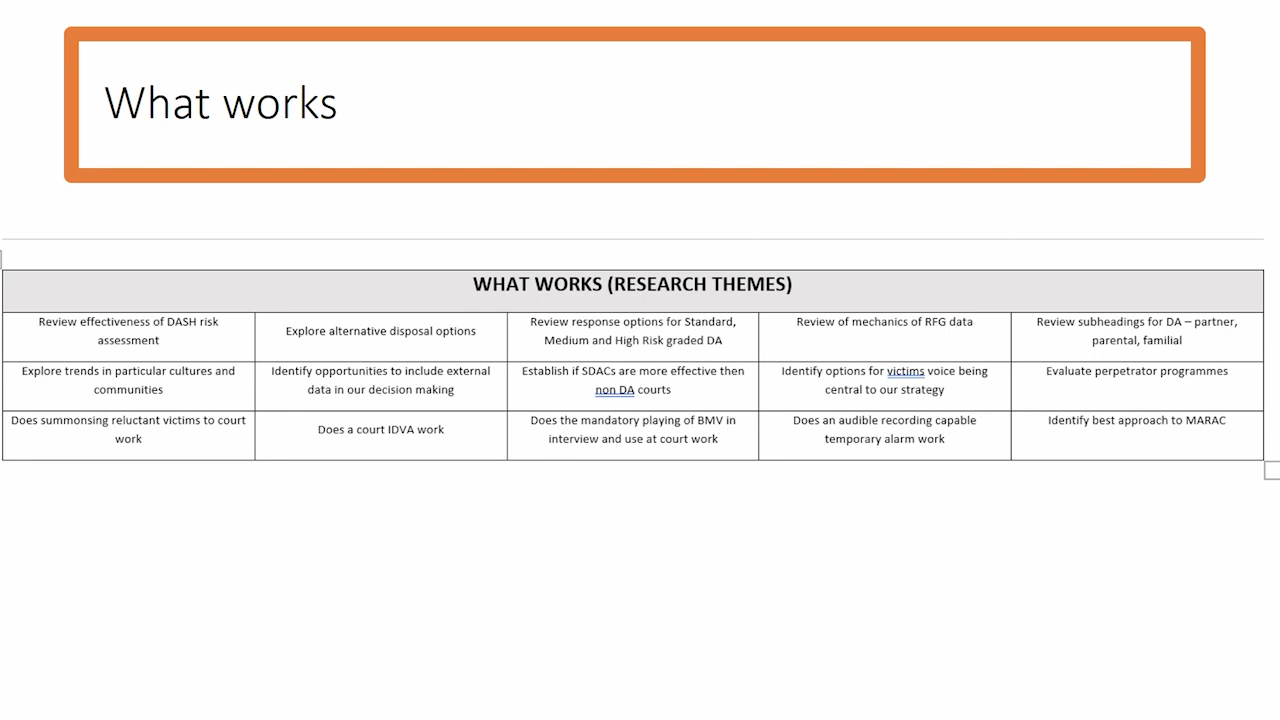 What works
WHAT WORKS (RESEARCH THEMES)
Review effectiveness of DASH risk
assessment
Explore alternative disposal options
Review response options for Standard,
Medium and High Risk graded DA
Review of mechanics of RFG data
Review subheadings for DA – partner,
parental, familial
Explore trends in particular cultures and
communities
Identify opportunities to include external
data in our decision making
Establish if SDACs are more effective then
non DA courts
Identify options for victims voice being
central to our strategy
Evaluate perpetrator programmes
Does summonsing reluctant victims to court
work
Does a court IDVA work
Does the mandatory playing of BMV in
interview and use at court work
Does an audible recording capable
temporary alarm work
Identify best approach to MARAC